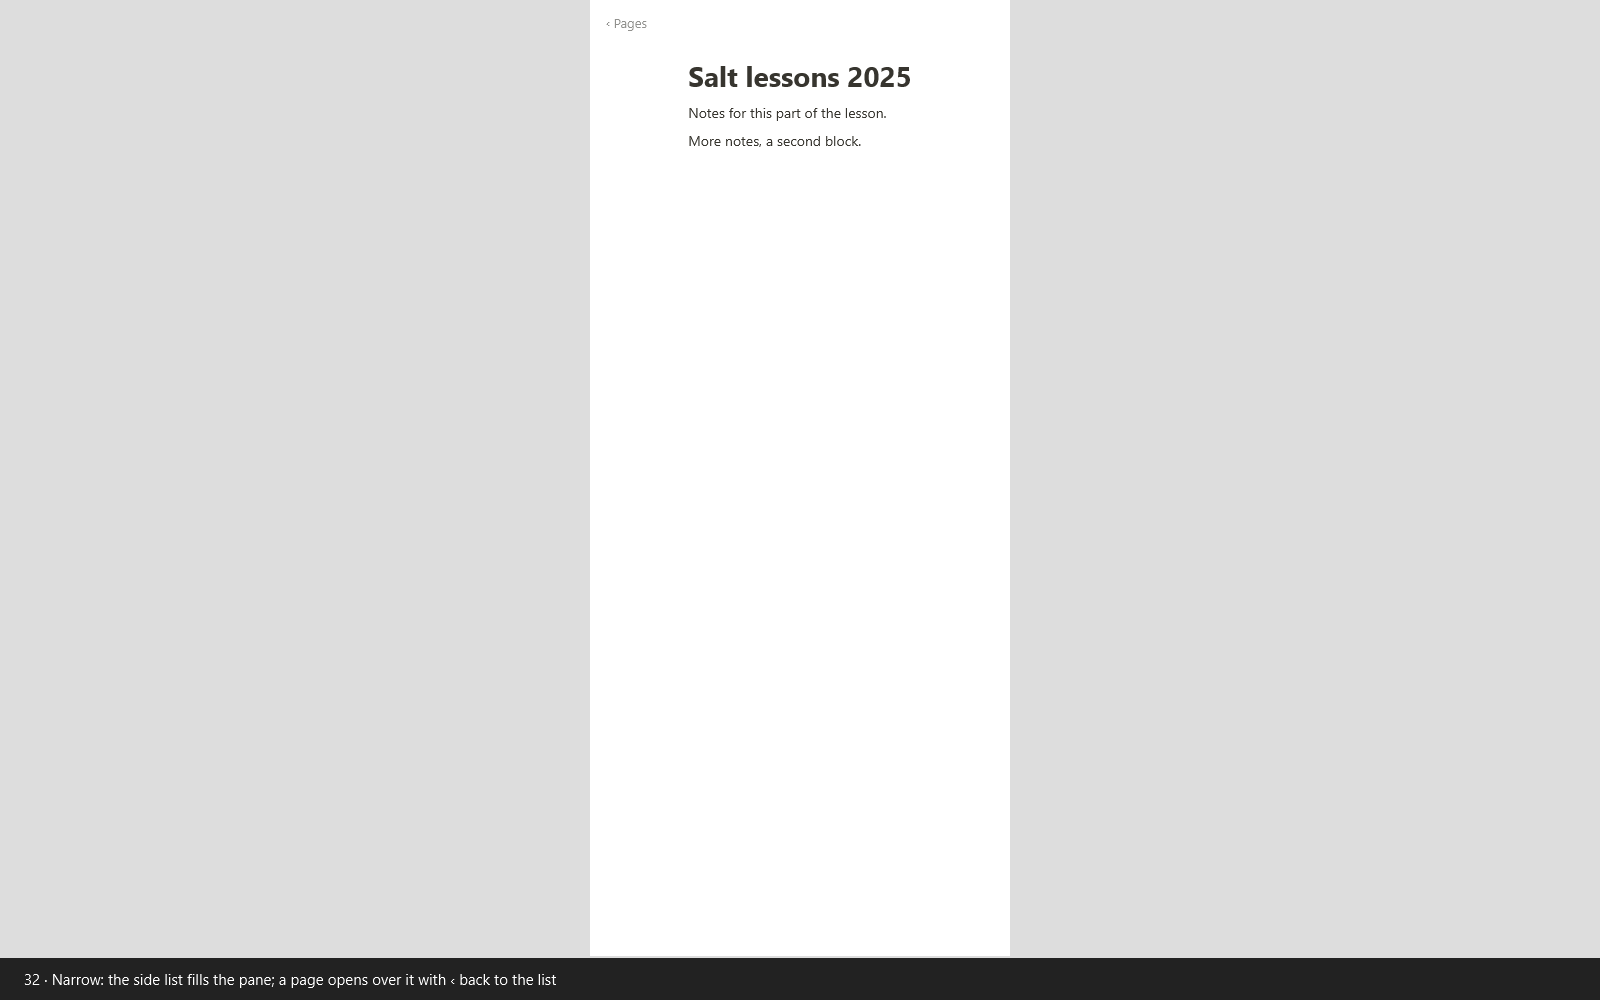 ‹ Pages
Salt lessons 2025
Notes for this part of the lesson.
More notes, a second block.
32 · Narrow: the side list fills the pane; a page opens over it with ‹ back to the list